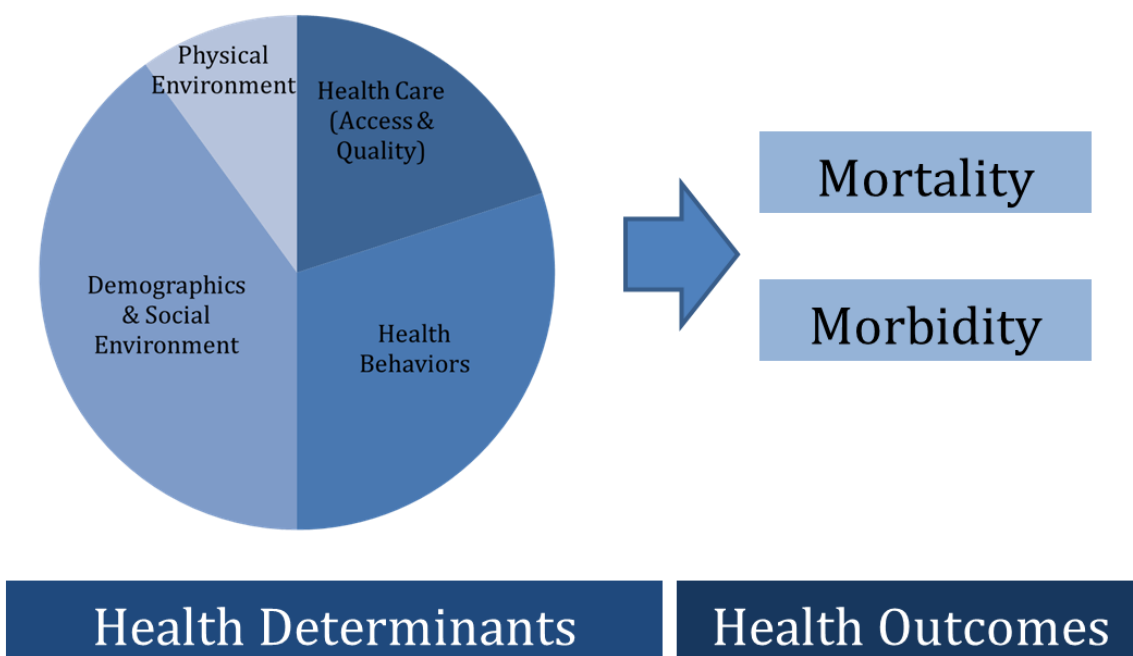 Physical
Environment
Health Care
(Access &
Quality)
Demographics
& Social
Environment
Health
Behaviors
Mortality
Morbidity
Health Determinants
Health Outcomes